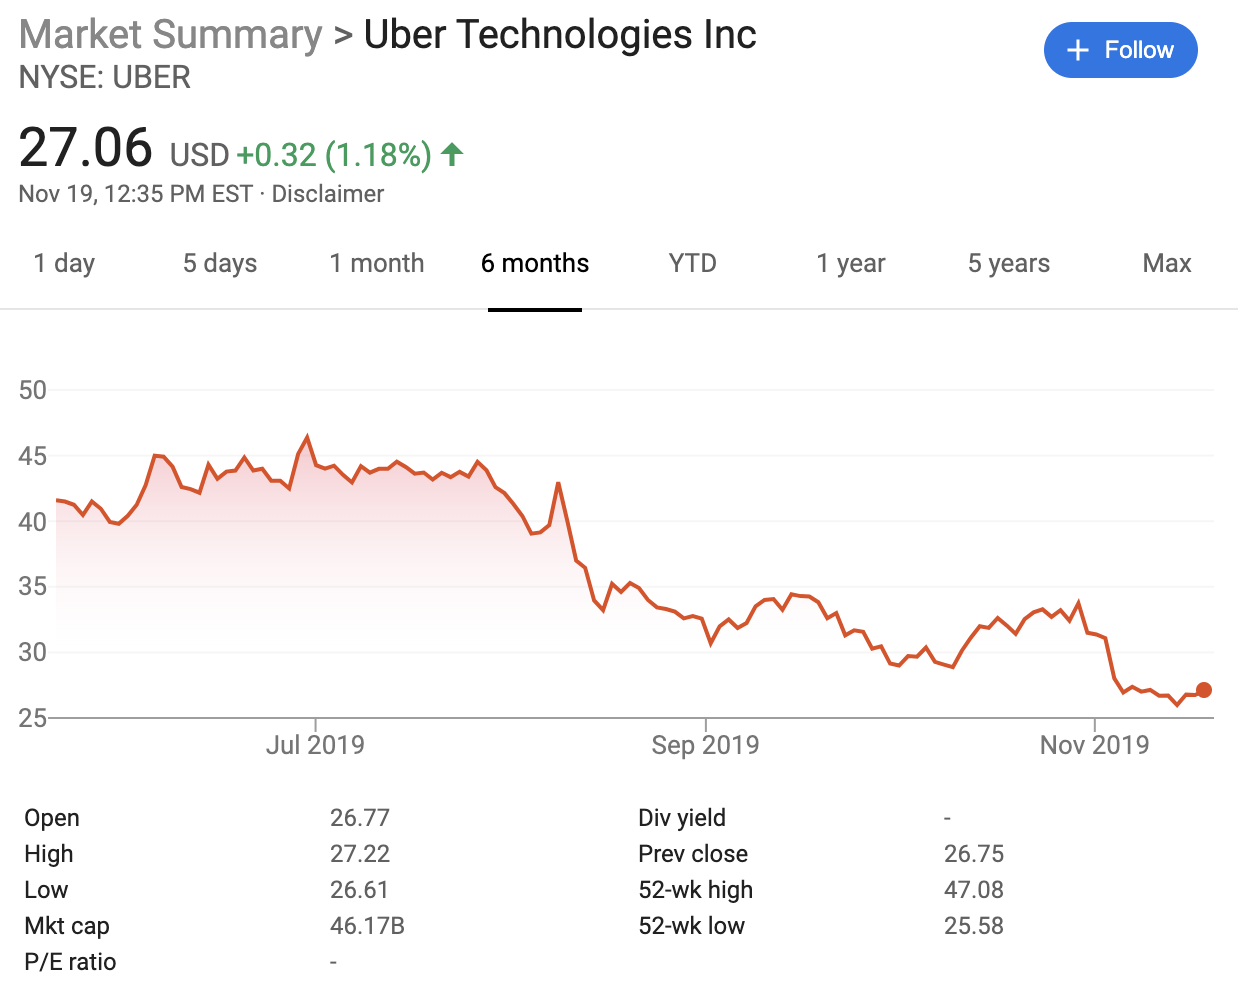 Market Summary > Uber Technologies Inc
NYSE: UBER
+ Follow
27.06 USD +0.32 (1.18%) ↑
Nov 19, 12:35 PM EST · Disclaimer
1 day 5 days 1 month 6 months YTD 1 year 5 years Max
50
45
40
35
30
25
Jul 2019 Sep 2019 Nov 2019
Open 26.77
High 27.22
Low 26.61
Mkt cap 46.17B
P/E ratio -
Div yield -
Prev close 26.75
52-wk high 47.08
52-wk low 25.58